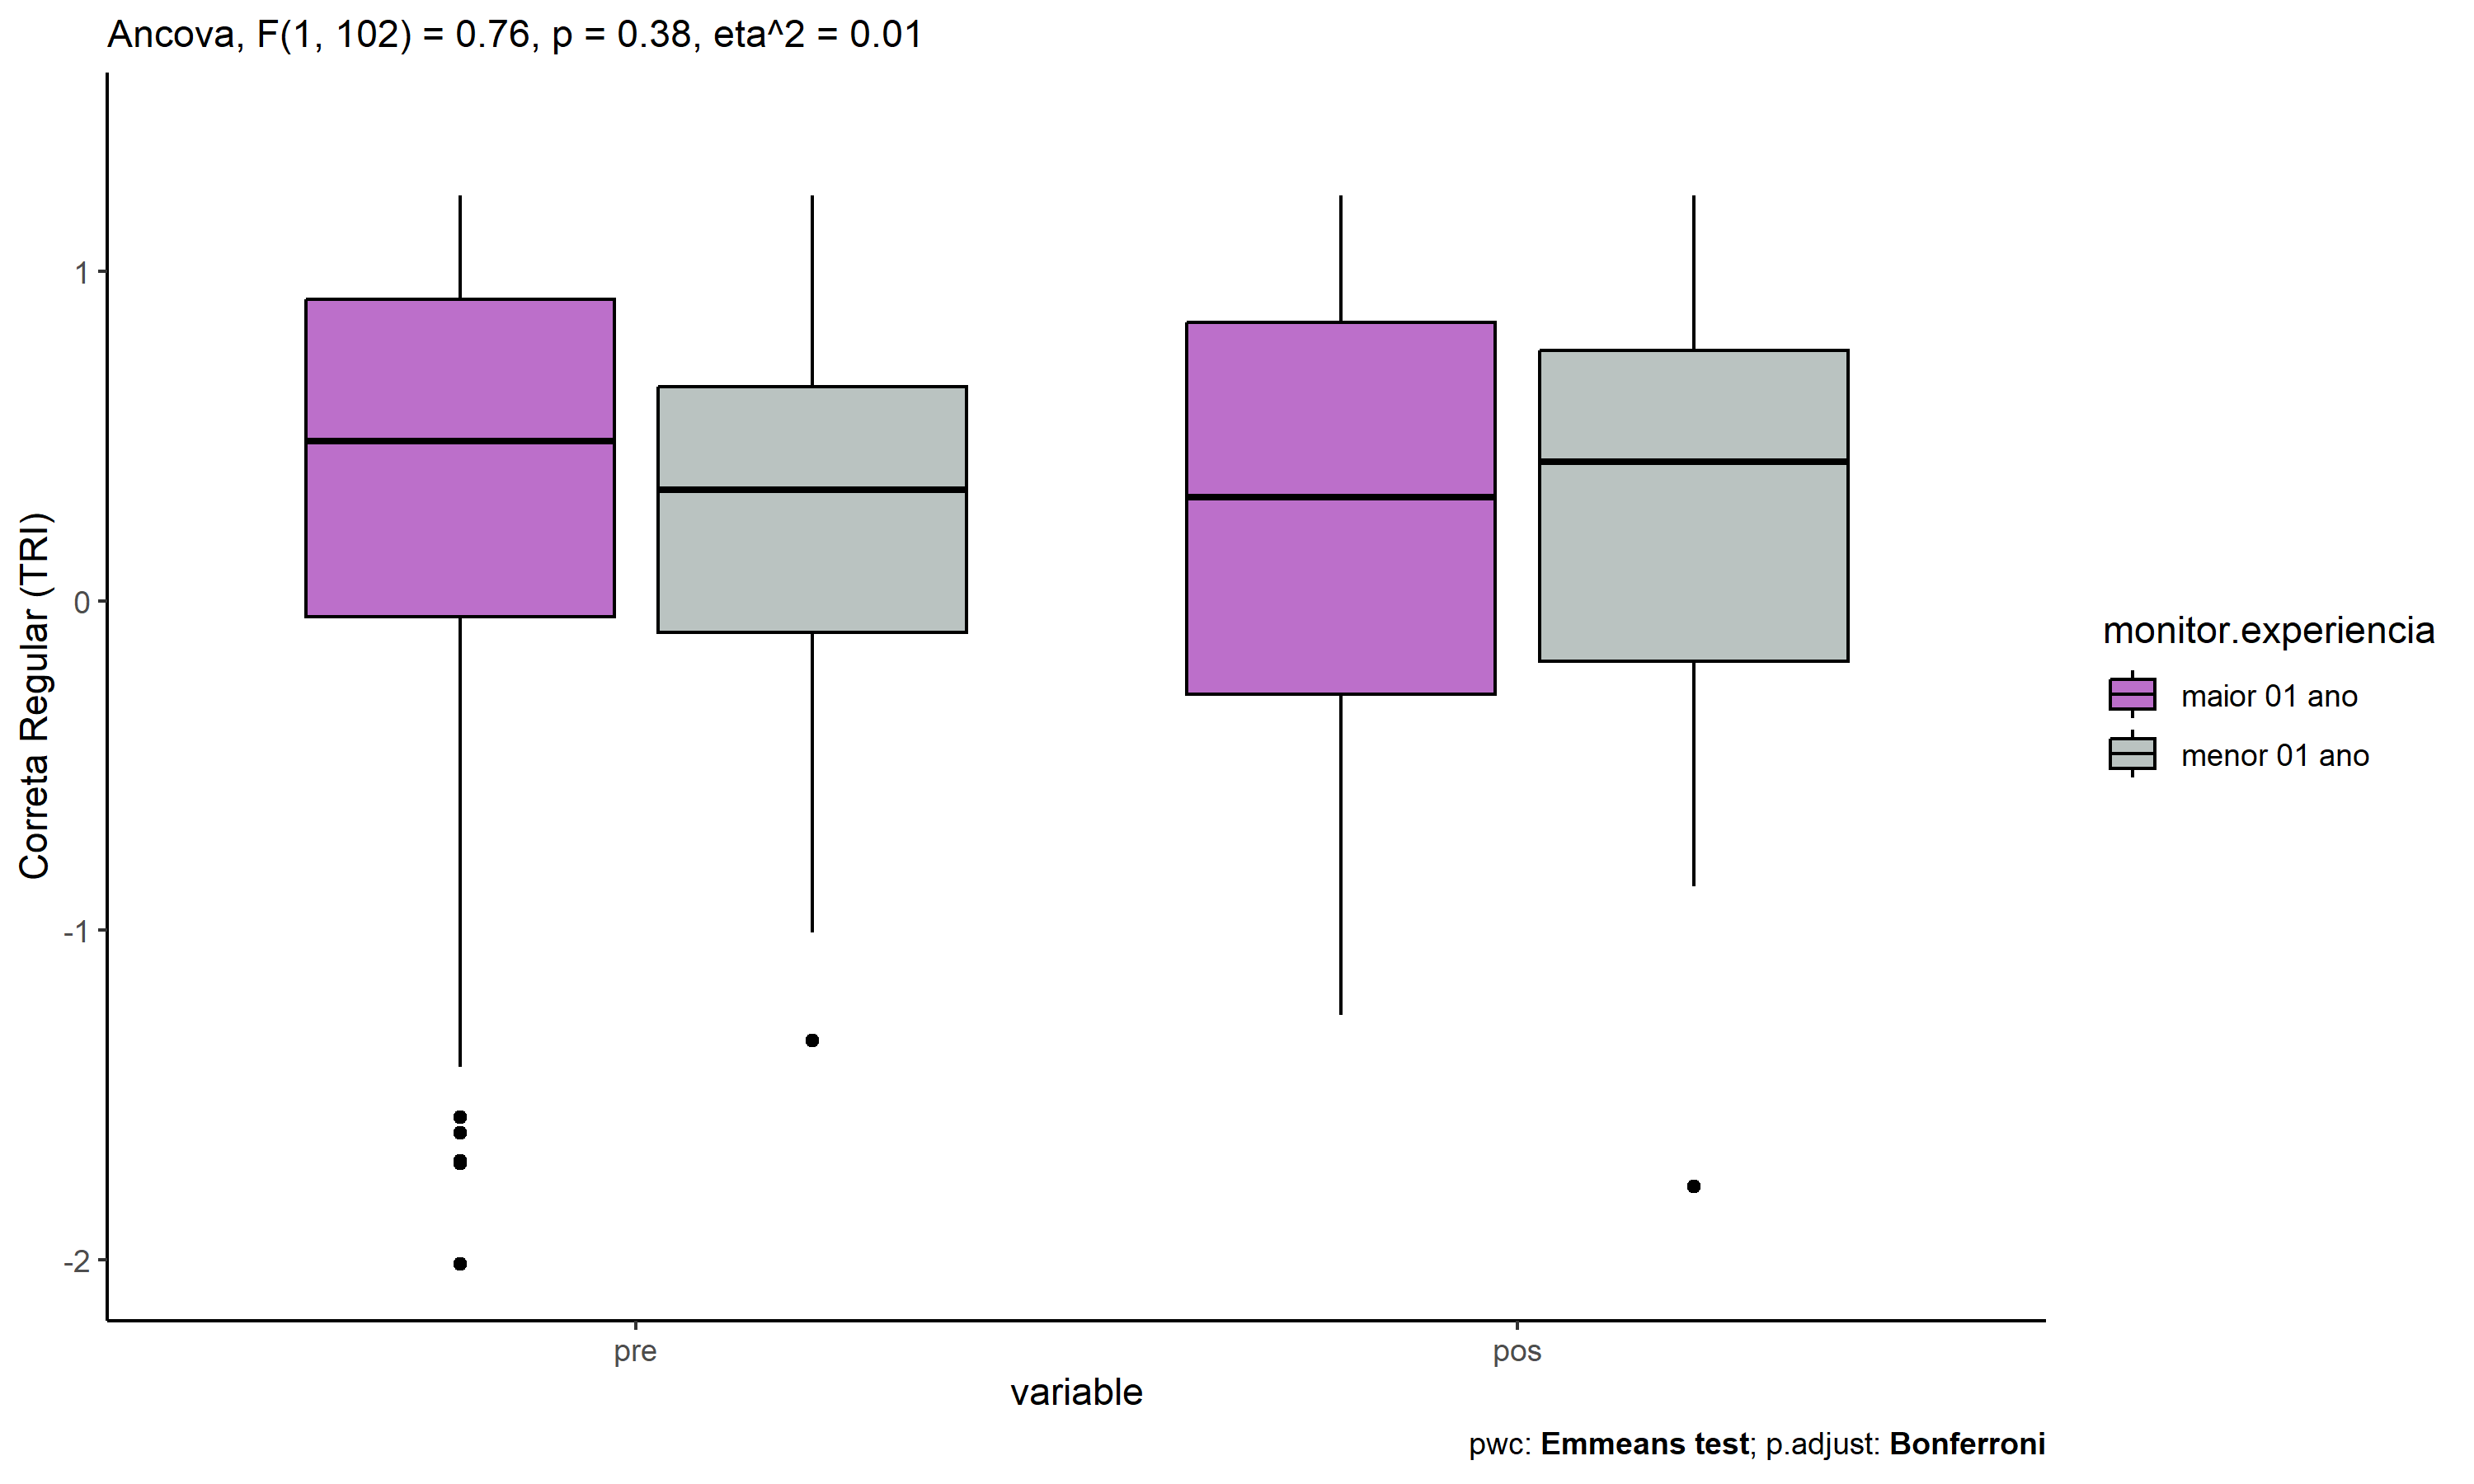 Ancova, F(1, 102) = 0.76, p = 0.38, eta^2 = 0.01
Correta Regular (TRI)
1
0
-1
-2
pre
pos
variable
monitor.experiencia
maior 01 ano
menor 01 ano
pwc: Emmeans test; p.adjust: Bonferroni